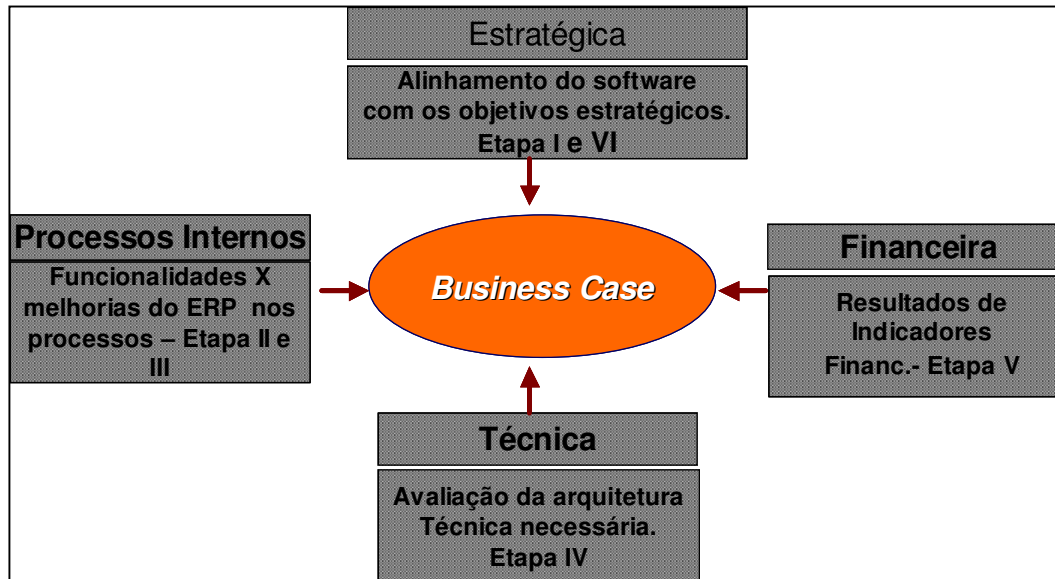 Estratégica
Alinhamento do software
com os objetivos estratégicos.
Etapa I e VI
Processos Internos
Funcionalidades X
melhorias do ERP nos
processos – Etapa II e
III
Business Case
Financeira
Resultados de
Indicadores
Financ.- Etapa V
Técnica
Avaliação da arquitetura
Técnica necessária.
Etapa IV